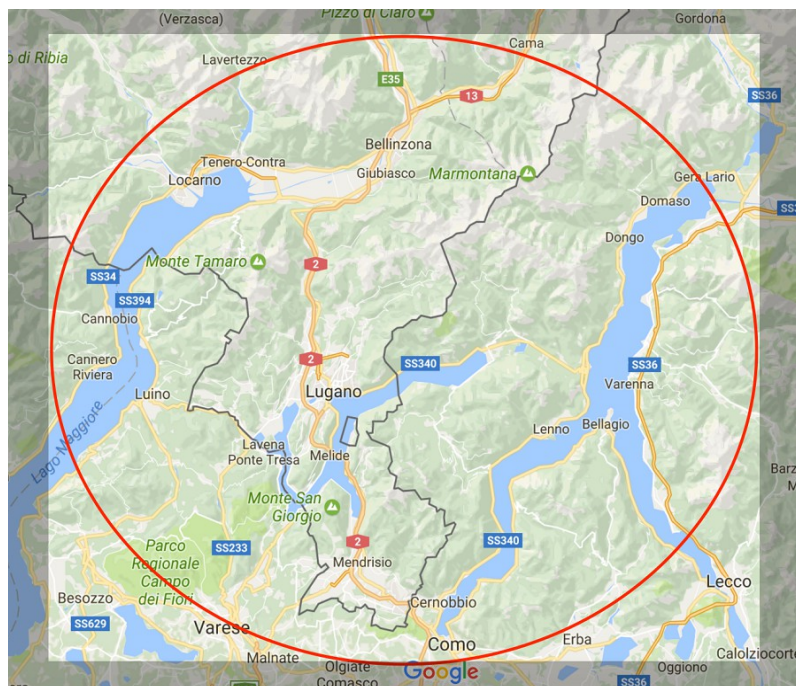 (Verzasca)
Pizzo di Claro
Gordona
o di Ribia
Lavertezzo
Cama
E35
13
SS36
Bellinzona
Tenero-Contra
Giubiasco
Marmontana
Locarno
Gera Lario
Domaso
SS3
Dongo
Monte Tamaro
2
SS34
SS394
Cannobio
Cannero
Riviera
2
SS340
SS36
Varenna
Luino
Lugano
Lago Maggiore
Lenno
Bellagio
Lavena
Ponte Tresa
Melide
Barz
M
Monte San
Giorgio
2
SS340
Parco
Regionale
Campo
dei Fiori
SS233
Mendrisio
Lecco
Besozzo
Cernobbio
SS629
Varese
Como
Erba
Calolziocorte
Malnate
Olgiate
Comasco
Google
Oggiono
SS36